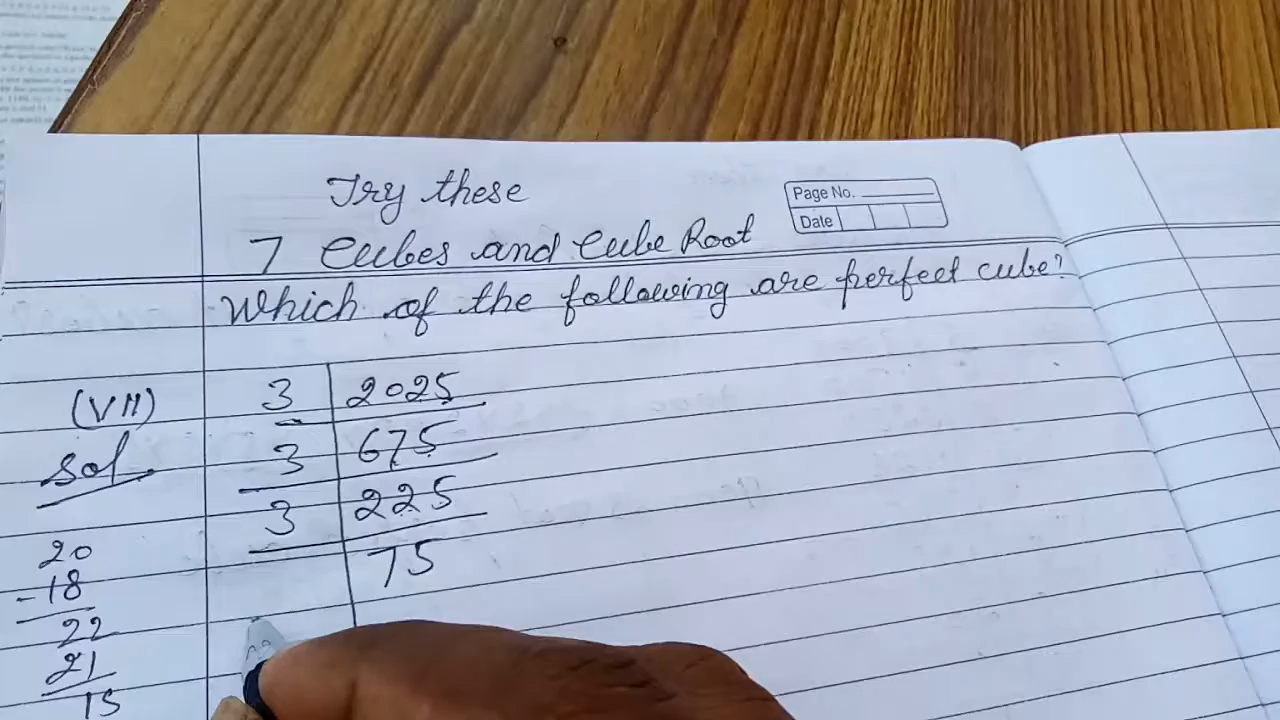 Try these
Page No.
Date
7 Cubes and Cube Root
Which of the following are perfect cube?
(VII) 3 2025
Sol 3 675
3 225
75
20
-18
22
21
15